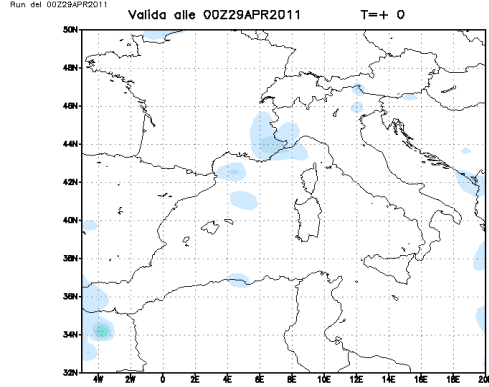 Run del 00Z29APR2011
Valida alle 00Z29APR2011 T=+ 0
50N
48N
46N
44N
42N
40N
38N
36N
34N
32N
4W 2W 0 2E 4E 6E 8E 10E 12E 14E 16E 18E 20